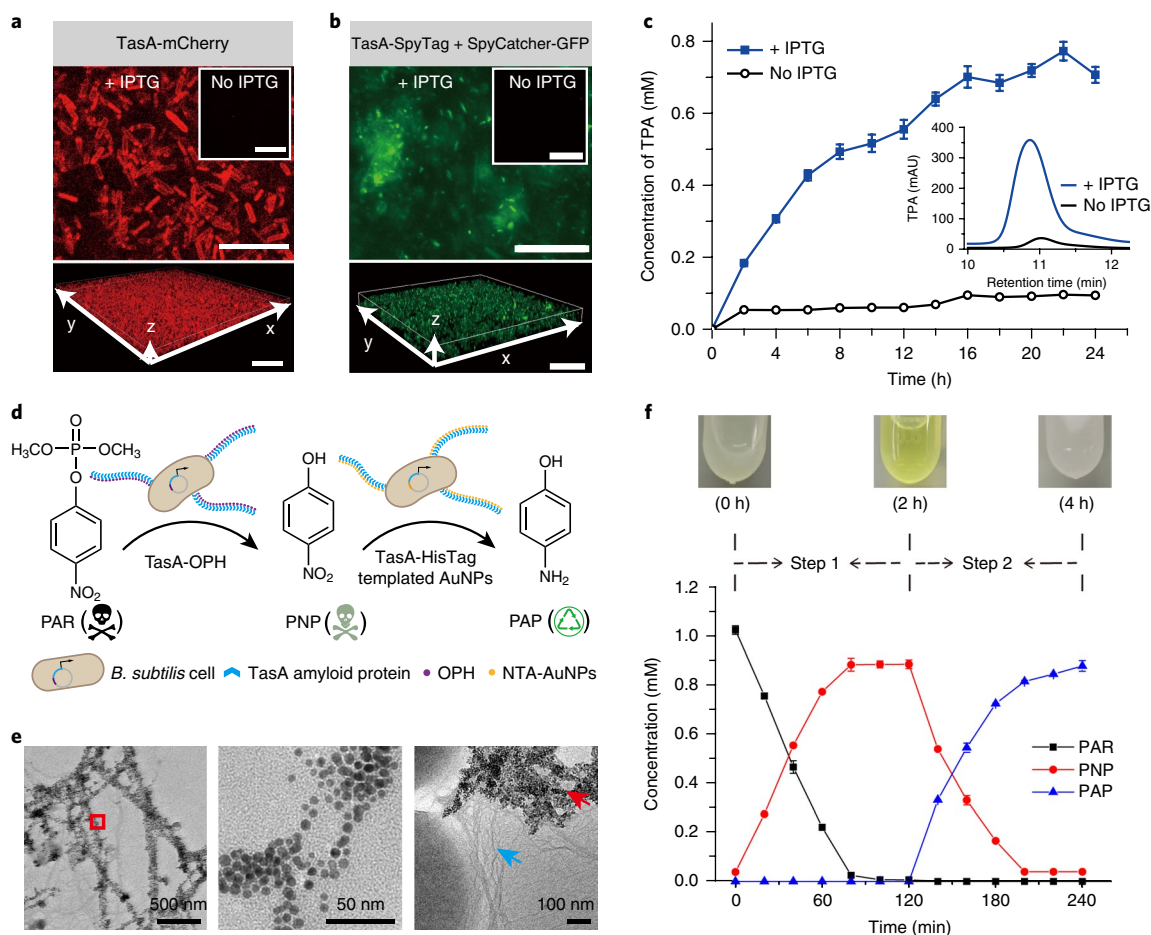 a
TasA-mCherry
+ IPTG
No IPTG
y
z
x
b
TasA-SpyTag + SpyCatcher-GFP
+ IPTG
No IPTG
y
z
x
c
+ IPTG
No IPTG
Concentration of TPA (mM)
0.8
0.6
0.4
0.2
0.0
0 4 8 12 16 20 24
Time (h)
TPA (mAU)
400
300
200
100
0
+ IPTG
No IPTG
10 11 12
Retention time (min)
d
O
H₃CO P OCH₃
O
NO₂
PAR ( )
TasA-OPH
OH
NO₂
PNP ( )
TasA-HisTag
templated AuNPs
OH
NH₂
PAP ( )
B. subtilis cell TasA amyloid protein OPH NTA-AuNPs
e
500 nm
50 nm
100 nm
f
(0 h) (2 h) (4 h)
Step 1 Step 2
Concentration (mM)
1.2
1.0
0.8
0.6
0.4
0.2
0.0
PAR
PNP
PAP
0 60 120 180 240
Time (min)